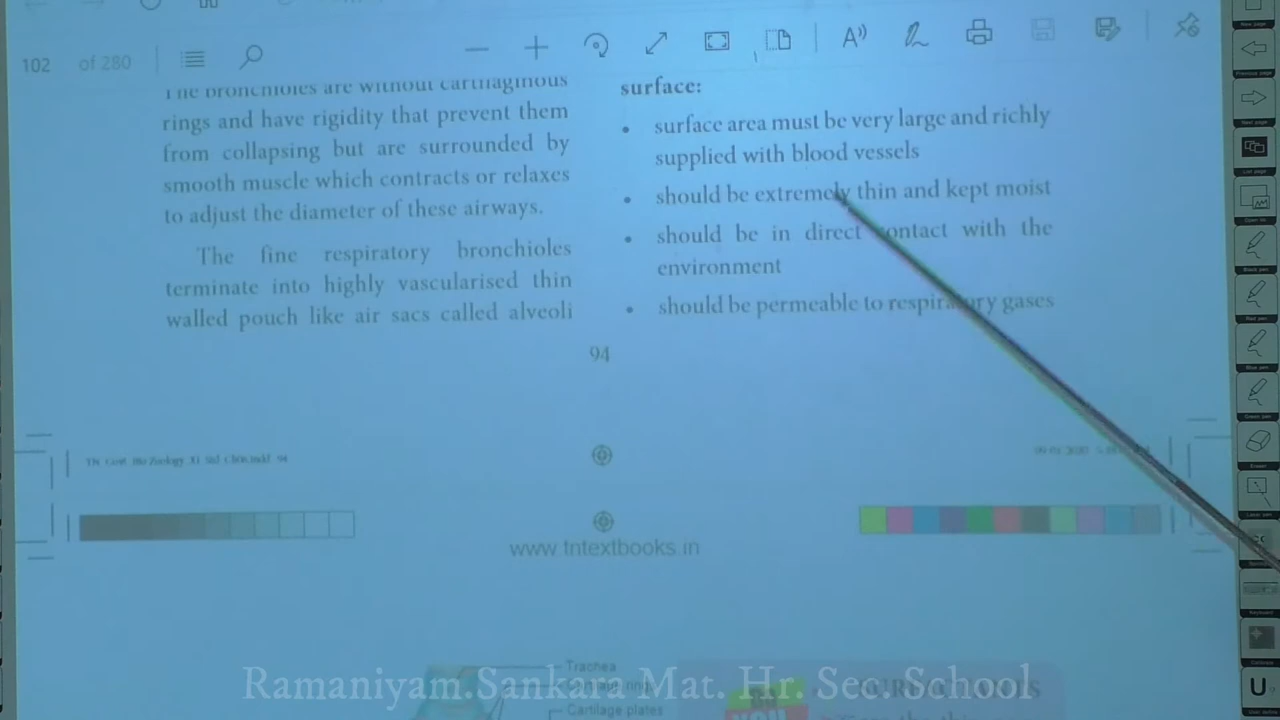 102 of 280
The bronchioles are without cartilaginous
rings and have rigidity that prevent them
from collapsing but are surrounded by
smooth muscle which contracts or relaxes
to adjust the diameter of these airways.
The fine respiratory bronchioles
terminate into highly vascularised thin
walled pouch like air sacs called alveoli
surface:
• surface area must be very large and richly
supplied with blood vessels
• should be extremely thin and kept moist
• should be in direct contact with the
environment
• should be permeable to respiratory gases
94
www.tntextbooks.in
Trachea
Cartilage plates
Ramaniyam.Sankara Mat. Hr. Sec. School